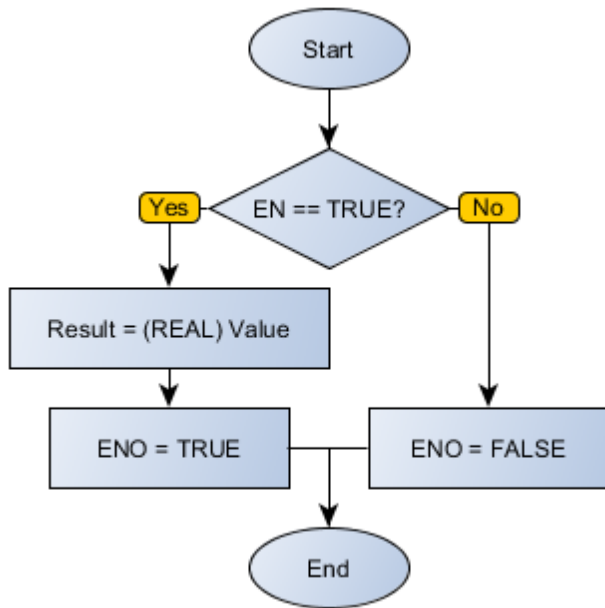 Start
EN == TRUE?
Yes
No
Result = (REAL) Value
ENO = TRUE
ENO = FALSE
End